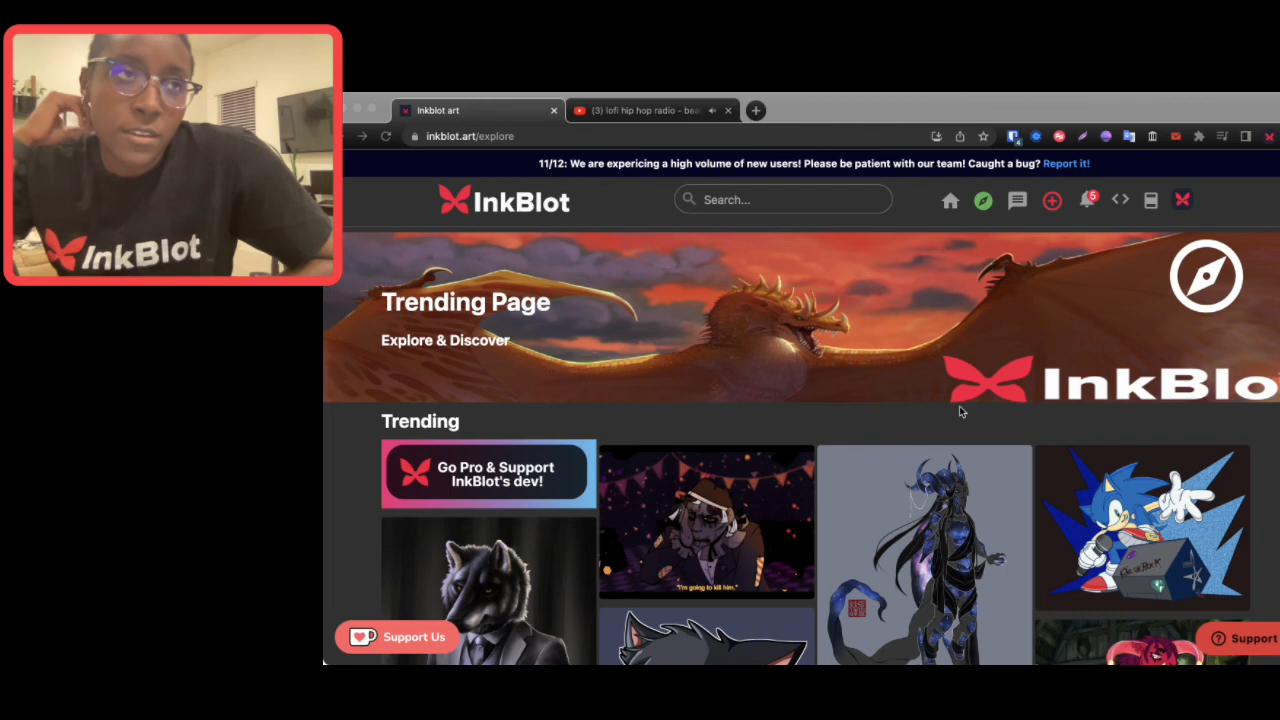 InkBlot
Inkblot art
(3) lofi hip hop radio - bea
inkblot.art/explore
4
11/12: We are expericing a high volume of new users! Please be patient with our team! Caught a bug? Report it!
InkBlot
Search...
5
Trending Page
Explore & Discover
InkBlo
Trending
Go Pro & Support
InkBlot's dev!
"I'm going to kill him."
Support Us
Support